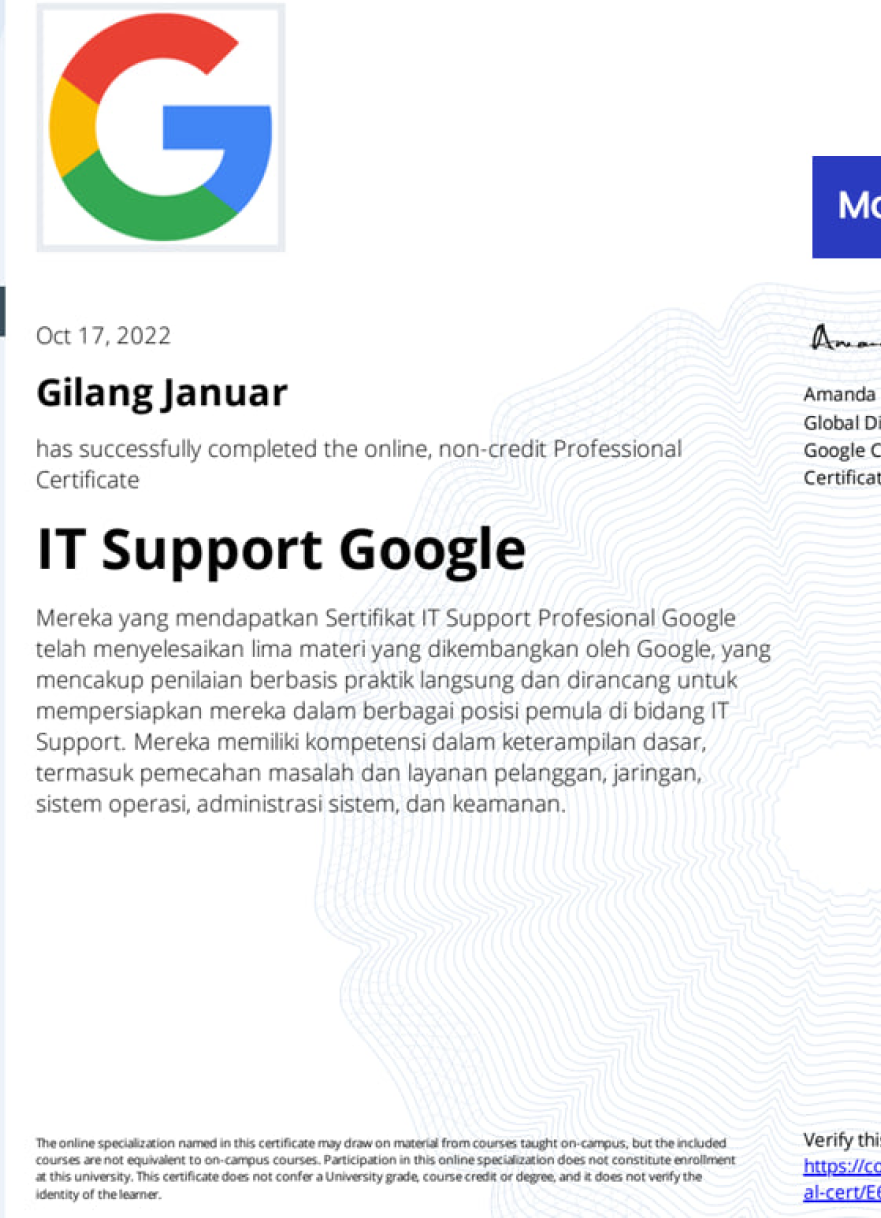 Oct 17, 2022
Gilang Januar
has successfully completed the online, non-credit Professional
Certificate
IT Support Google
Mereka yang mendapatkan Sertifikat IT Support Profesional Google
telah menyelesaikan lima materi yang dikembangkan oleh Google, yang
mencakup penilaian berbasis praktik langsung dan dirancang untuk
mempersiapkan mereka dalam berbagai posisi pemula di bidang IT
Support. Mereka memiliki kompetensi dalam keterampilan dasar,
termasuk pemecahan masalah dan layanan pelanggan, jaringan,
sistem operasi, administrasi sistem, dan keamanan.
The online specialization named in this certificate may draw on material from courses taught on-campus, but the included
courses are not equivalent to on-campus courses. Participation in this online specialization does not constitute enrollment
at this university. This certificate does not confer a University grade, course credit or degree, and it does not verify the
identity of the learner.
Amanda
Global
Google
Verify